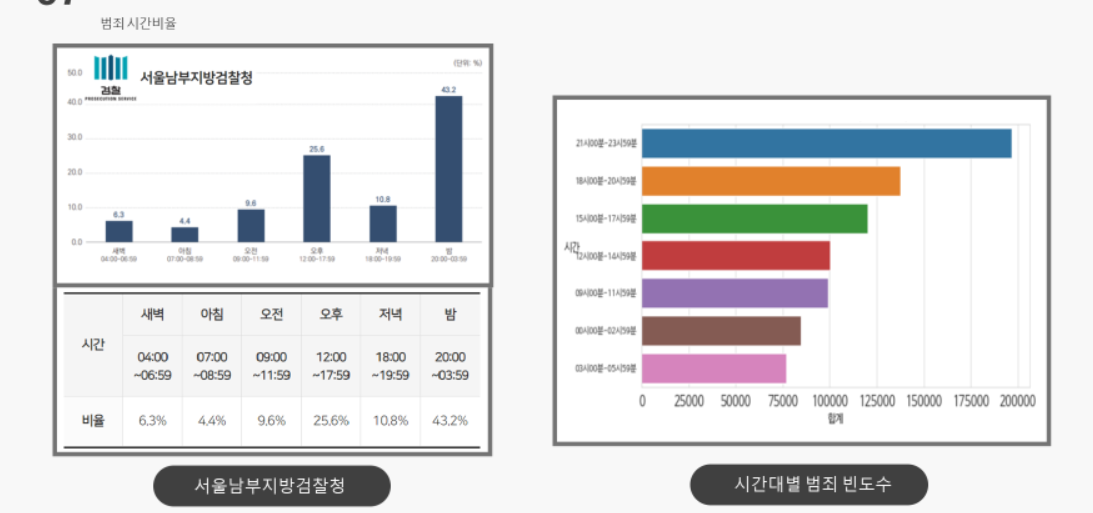 범죄 시간비율
(단위: %)
검찰
PROSECUTION SERVICE
서울남부지방검찰청
50.0
40.0
30.0
20.0
10.0
0.0
6.3
4.4
9.6
25.6
10.8
43.2
새벽 아침 오전 오후 저녁 밤
04:00~06:59 07:00~08:59 09:00~11:59 12:00~17:59 18:00~19:59 20:00~03:59
시간 새벽 아침 오전 오후 저녁 밤
04:00 07:00 09:00 12:00 18:00 20:00
~06:59 ~08:59 ~11:59 ~17:59 ~19:59 ~03:59
비율 6.3% 4.4% 9.6% 25.6% 10.8% 43.2%
서울남부지방검찰청
21시00분-23시59분
18시00분-20시59분
15시00분-17시59분
시간
12시00분-14시59분
09시00분-11시59분
00시00분-02시59분
03시00분-05시59분
0 25000 50000 75000 100000 125000 150000 175000 200000
합계
시간대별 범죄 빈도수